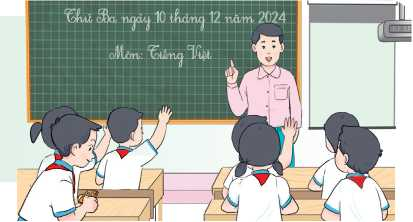 Thứ Ba ngày 10 tháng 12 năm 2024
Môn: Tiếng Việt